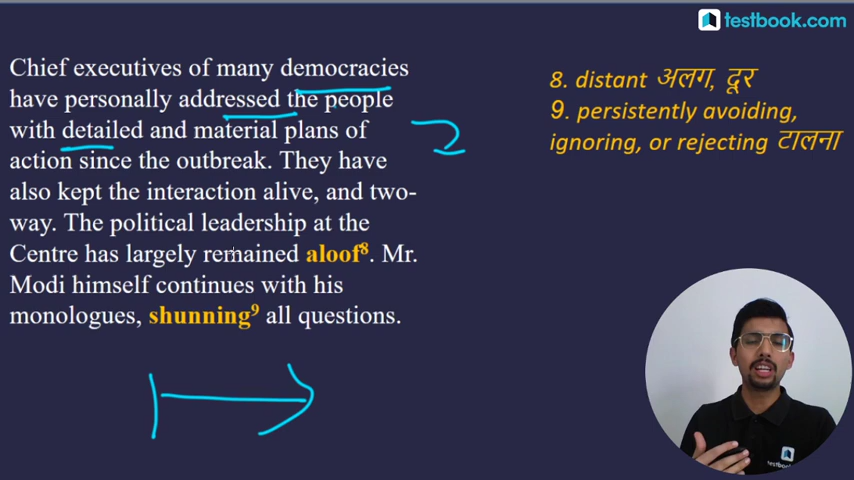 testbook.com
Chief executives of many democracies
have personally addressed the people
with detailed and material plans of
action since the outbreak. They have
also kept the interaction alive, and two-
way. The political leadership at the
Centre has largely remained aloof⁸. Mr.
Modi himself continues with his
monologues, shunning⁹ all questions.
8. distant अलग, दूर
9. persistently avoiding,
ignoring, or rejecting टालना
testbook